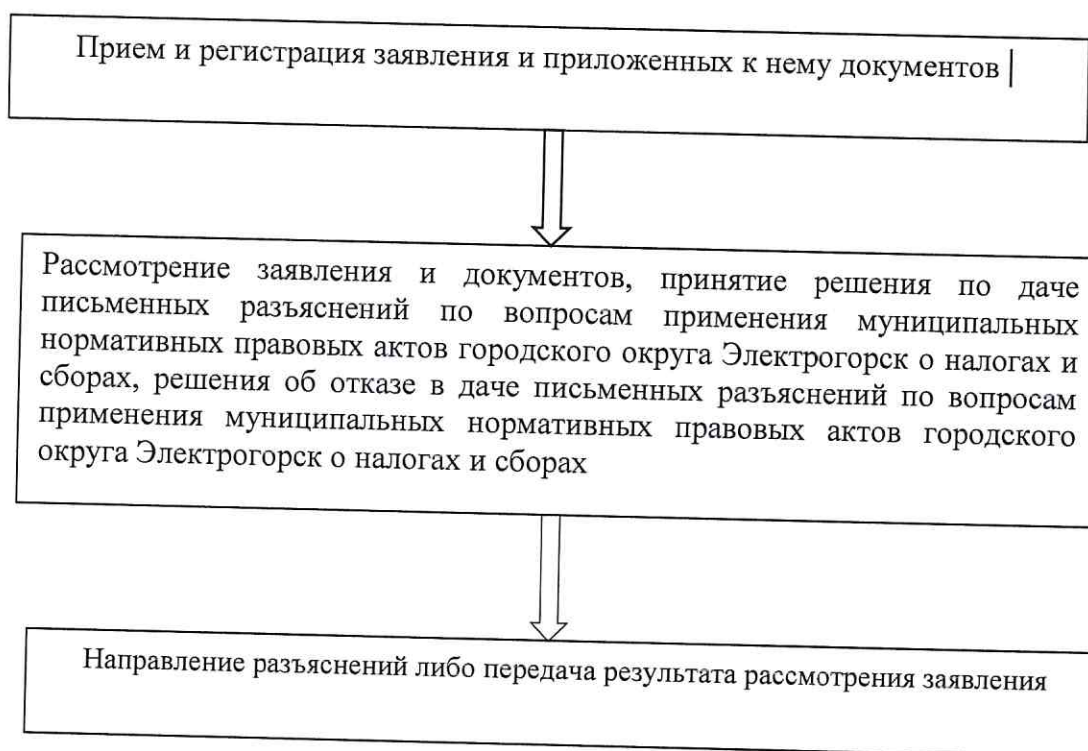 Прием и регистрация заявления и приложенных к нему документов
Рассмотрение заявления и документов, принятие решения по даче
письменных разъяснений по вопросам применения муниципальных
нормативных правовых актов городского округа Электрогорск о налогах и
сборах, решения об отказе в даче письменных разъяснений по вопросам
применения муниципальных нормативных правовых актов городского
округа Электрогорск о налогах и сборах
Направление разъяснений либо передача результата рассмотрения заявления